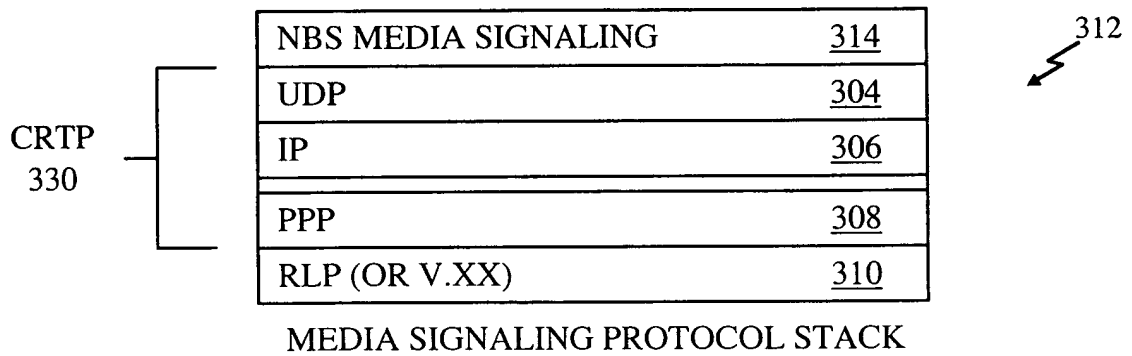 NBS MEDIA SIGNALING 314
312
UDP 304
CRTP
330
IP 306
PPP 308
RLP (OR V.XX) 310
MEDIA SIGNALING PROTOCOL STACK